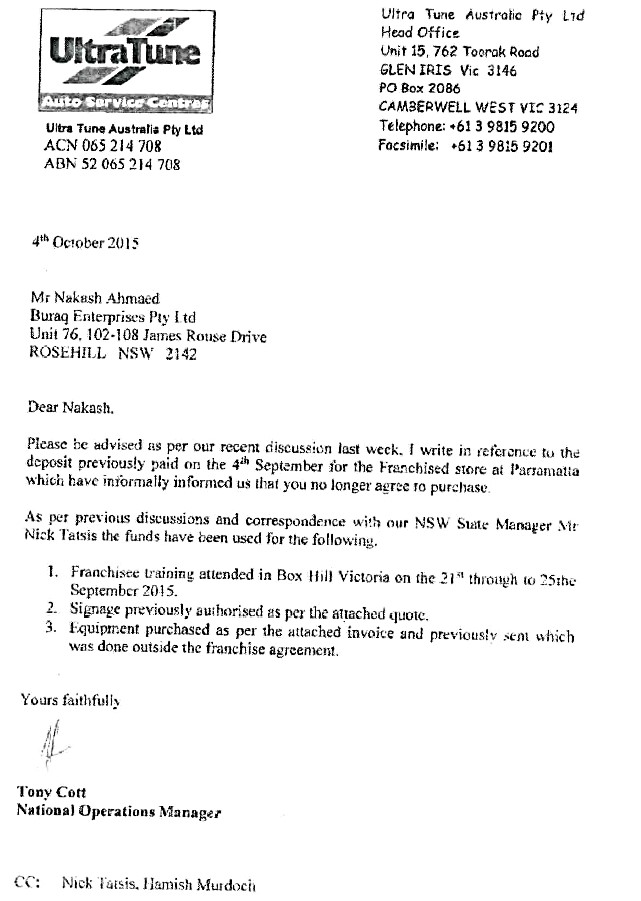 UltraTune
Auto Service Centres
Ultra Tune Australia Pty Ltd
ACN 065 214 708
ABN 52 065 214 708
Ultra Tune Australia Pty Ltd
Head Office
Unit 15, 762 Toorak Road
GLEN IRIS Vic 3146
PO Box 2086
CAMBERWELL WEST VIC 3124
Telephone: +61 3 9815 9200
Facsimile: +61 3 9815 9201
4th October 2015
Mr Nakash Ahmaed
Buraq Enterprises Pty Ltd
Unit 76, 102-108 James Rouse Drive
ROSEHILL NSW 2142
Dear Nakash,
Please be advised as per our recent discussion last week, I write in reference to the
deposit previously paid on the 4th September for the Franchised store at Parramatta
which have informally informed us that you no longer agree to purchase.
As per previous discussions and correspondence with our NSW State Manager Mr
Nick Tatsis the funds have been used for the following.
1. Franchisee training attended in Box Hill Victoria on the 21st through to 25the
September 2015.
2. Signage previously authorised as per the attached quote.
3. Equipment purchased as per the attached invoice and previously sent which
was done outside the franchise agreement.
Yours faithfully
Tony Cott
National Operations Manager
CC: Nick Tatsis, Hamish Murdoch